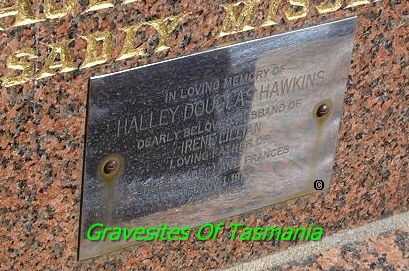 SADLY MISSED
IN LOVING MEMORY OF
HALLEY DOUGLAS HAWKINS
DEARLY BELOVED HUSBAND OF
IRENE LILLIAN
LOVING FATHER OF
FRANCES
©
Gravesites Of Tasmania